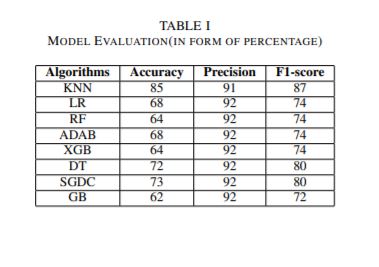 TABLE I
MODEL EVALUATION(IN FORM OF PERCENTAGE)
Algorithms Accuracy Precision F1-score
KNN 85 91 87
LR 68 92 74
RF 64 92 74
ADAB 68 92 74
XGB 64 92 74
DT 72 92 80
SGDC 73 92 80
GB 62 92 72